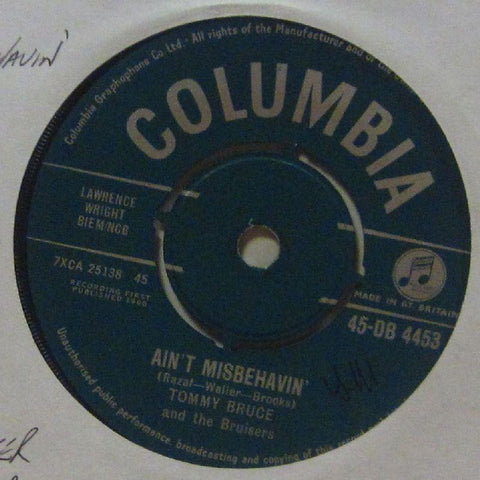 COLUMBIA
Columbia Graphophone Co Ltd · All rights of the Manufacturer and of the
LAWRENCE
WRIGHT
BIEM/NCB
7XCA 25138 45
RECORDING FIRST
PUBLISHED 1960
MADE IN GT. BRITAIN
45-DB 4453
AIN'T MISBEHAVIN'
(Razaf-Waller-Brooks)
TOMMY BRUCE
and the Bruisers
Unauthorised public performance, broadcasting and copying of this record